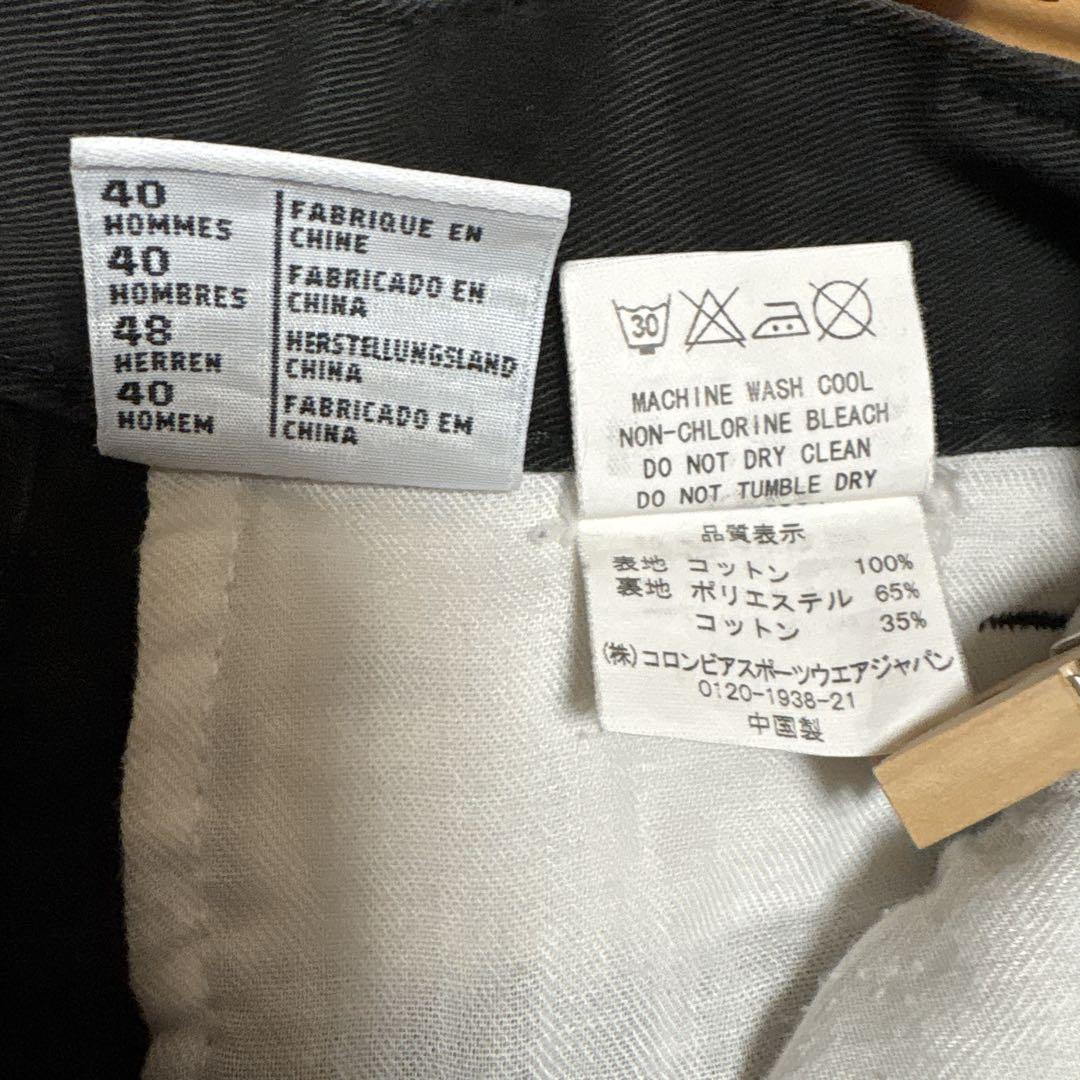 40
HOMMES
40
HOMBRES
48
HERREN
40
HOMEM
FABRIQUE EN
CHINE
FABRICADO EN
CHINA
HERSTELLUNGSLAND
CHINA
FABRICADO EM
CHINA
30
MACHINE WASH COOL
NON-CHLORINE BLEACH
DO NOT DRY CLEAN
DO NOT TUMBLE DRY
品質表示
表地 コットン 100%
裏地 ポリエステル 65%
コットン 35%
(株)コロンビアスポーツウエアジャパン
0120-1938-21
中国製